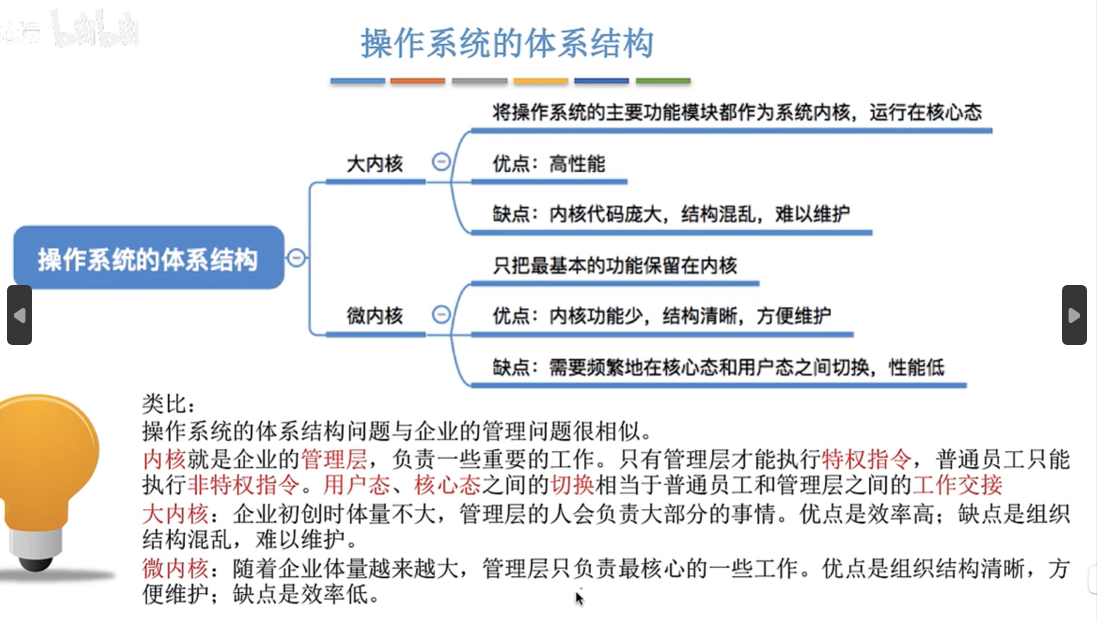 bilibili
操作系统的体系结构
将操作系统的主要功能模块都作为系统内核，运行在核心态
大内核
优点：高性能
缺点：内核代码庞大，结构混乱，难以维护
操作系统的体系结构
只把最基本的功能保留在内核
微内核
优点：内核功能少，结构清晰，方便维护
缺点：需要频繁地在核心态和用户态之间切换，性能低
类比：
操作系统的体系结构问题与企业的管理问题很相似。
内核就是企业的管理层，负责一些重要的工作。只有管理层才能执行特权指令，普通员工只能
执行非特权指令。用户态、核心态之间的切换相当于普通员工和管理层之间的工作交接
大内核：企业初创时体量不大，管理层的人会负责大部分的事情。优点是效率高；缺点是组织
结构混乱，难以维护。
微内核：随着企业体量越来越大，管理层只负责最核心的一些工作。优点是组织结构清晰，方
便维护；缺点是效率低。